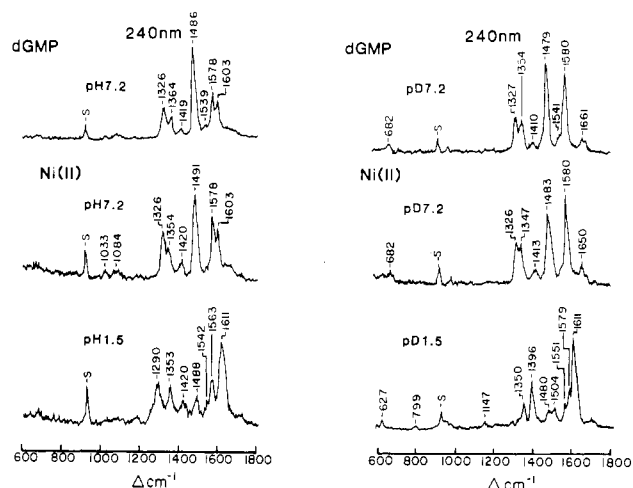 240nm
dGMP
pH7.2
S
1326
1364
1419
1486
1539
1578
1603
Ni(II)
pH7.2
S
1033
1084
1326
1354
1420
1491
1578
1603
pH1.5
S
1290
1353
1420
1488
1542
1563
1611
600 800 1000 1200 1400 1600 1800
Δcm⁻¹
240nm
dGMP
pD7.2
682
S
1327
1354
1410
1479
1541
1580
1661
Ni(II)
pD7.2
682
S
1326
1347
1413
1483
1580
1650
pD1.5
627
799
S
1147
1350
1396
1480
1504
1551
1579
1611
600 800 1000 1200 1400 1600 1800
Δcm⁻¹